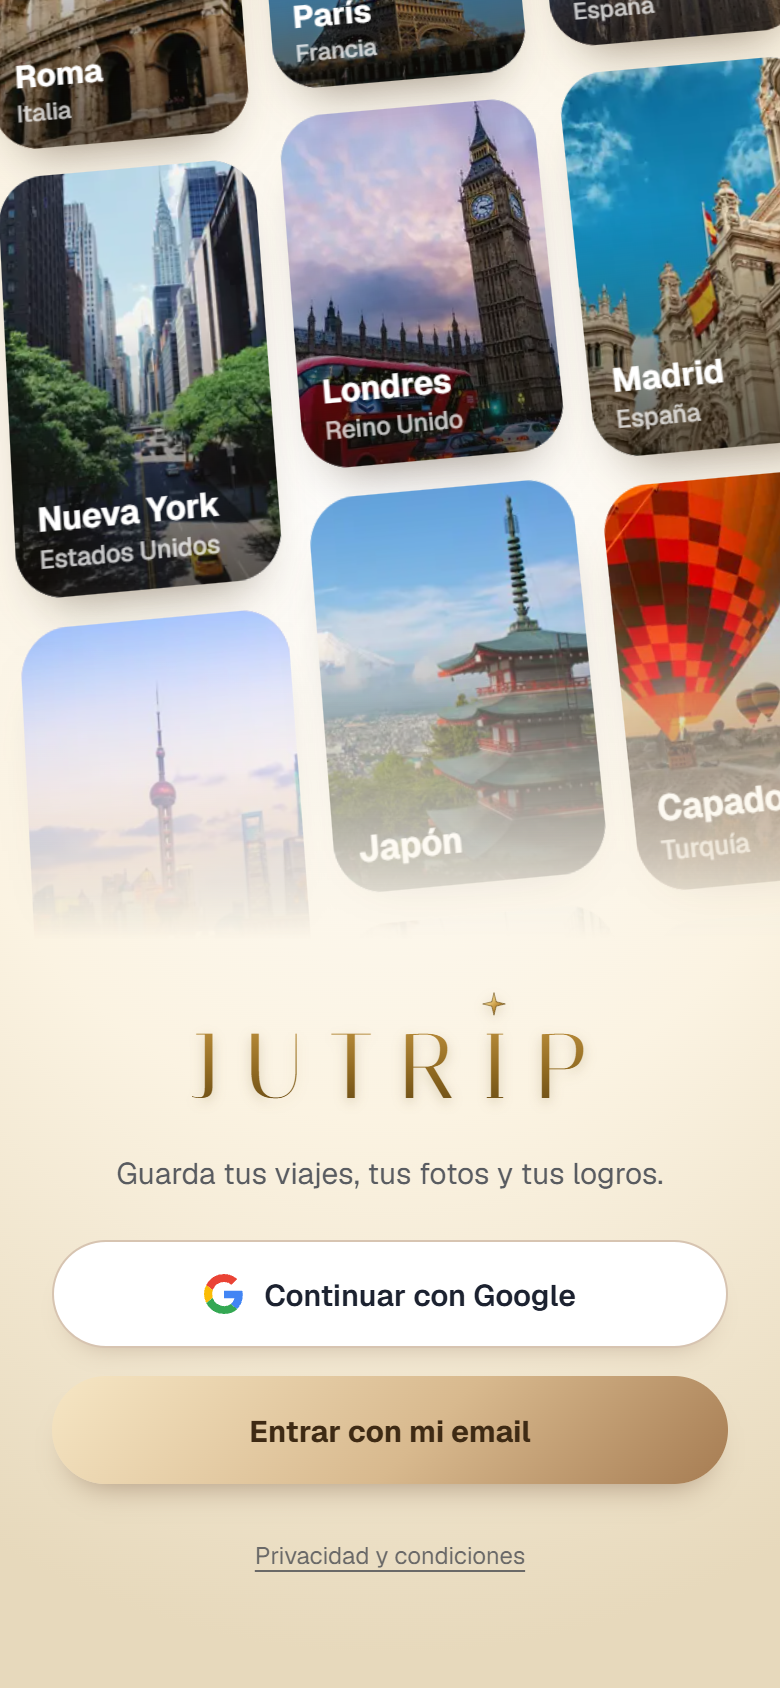 Roma
Italia
París
Francia
España
Nueva York
Estados Unidos
Londres
Reino Unido
Madrid
España
Japón
Capado
Turquía
JUTRIP
Guarda tus viajes, tus fotos y tus logros.
Continuar con Google
Entrar con mi email
Privacidad y condiciones